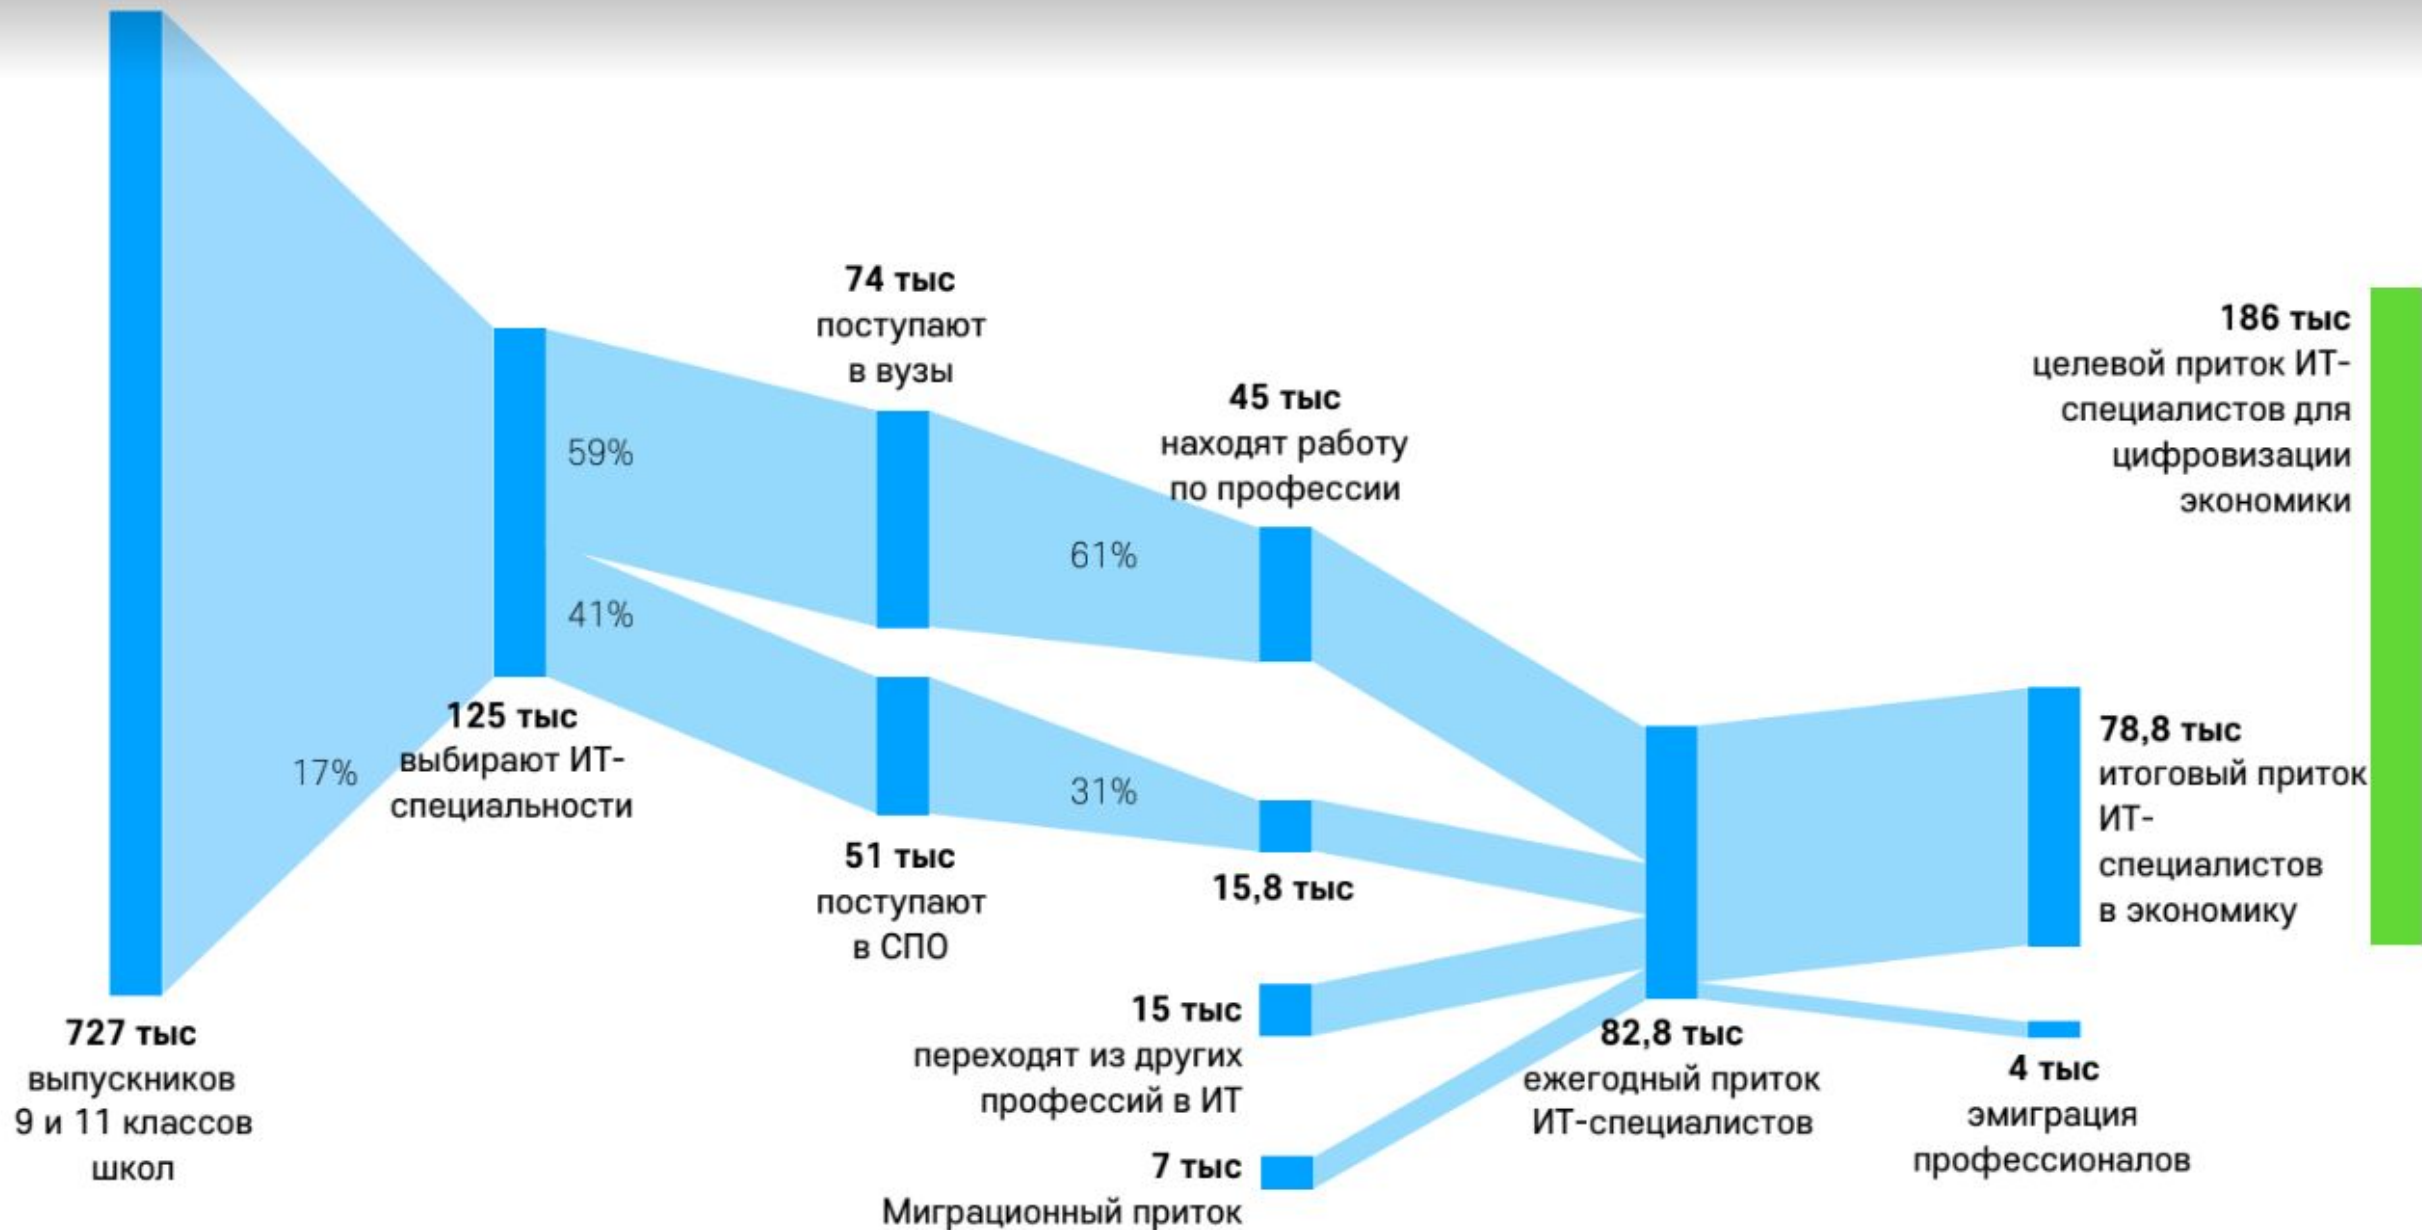 727 тыс
выпускников
9 и 11 классов
школ
17%
125 тыс
выбирают ИТ-
специальности
59%
41%
74 тыс
поступают
в вузы
51 тыс
поступают
в СПО
61%
31%
45 тыс
находят работу
по профессии
15,8 тыс
15 тыс
переходят из других
профессий в ИТ
7 тыс
Миграционный приток
82,8 тыс
ежегодный приток
ИТ-специалистов
78,8 тыс
итоговый приток
ИТ-
специалистов
в экономику
4 тыс
эмиграция
профессионалов
186 тыс
целевой приток ИТ-
специалистов для
цифровизации
экономики